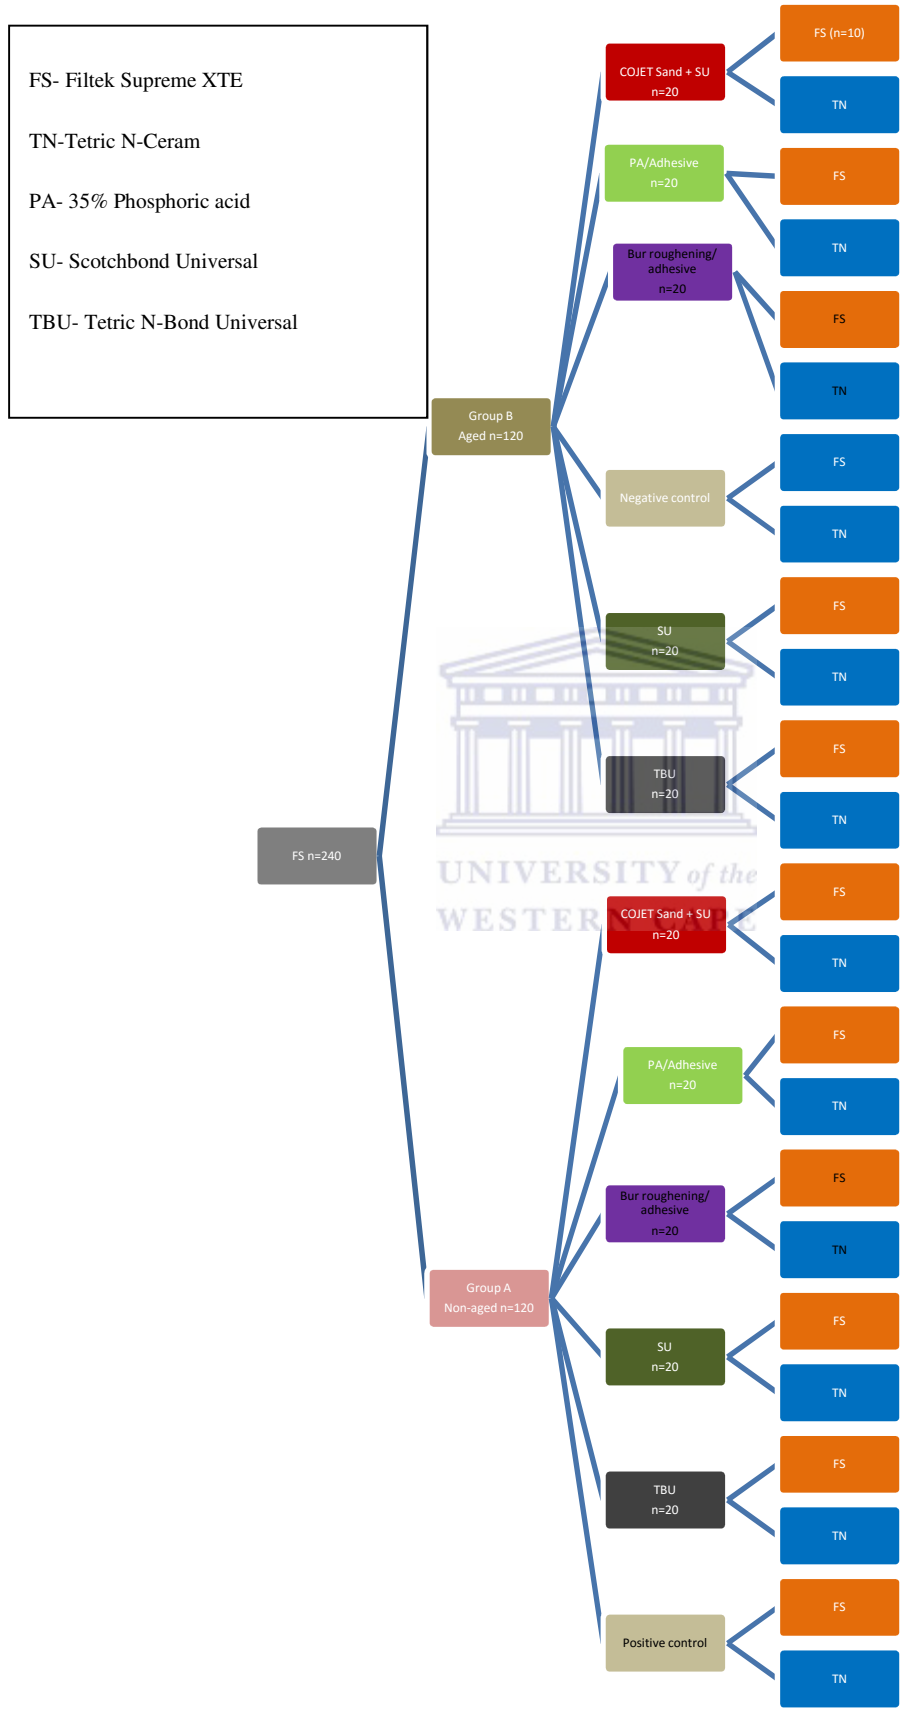 FS- Filtek Supreme XTE
TN-Tetric N-Ceram
PA- 35% Phosphoric acid
SU- Scotchbond Universal
TBU- Tetric N-Bond Universal
FS n=240
Group B
Aged n=120
COJET Sand + SU
n=20
FS (n=10)
TN
PA/Adhesive
n=20
FS
TN
Bur roughening/
adhesive
n=20
FS
TN
Negative control
FS
TN
SU
n=20
FS
TN
TBU
n=20
FS
TN
UNIVERSITY of the
WESTERN CAPE
Group A
Non-aged n=120
COJET Sand + SU
n=20
FS
TN
PA/Adhesive
n=20
FS
TN
Bur roughening/
adhesive
n=20
FS
TN
SU
n=20
FS
TN
TBU
n=20
FS
TN
Positive control
FS
TN